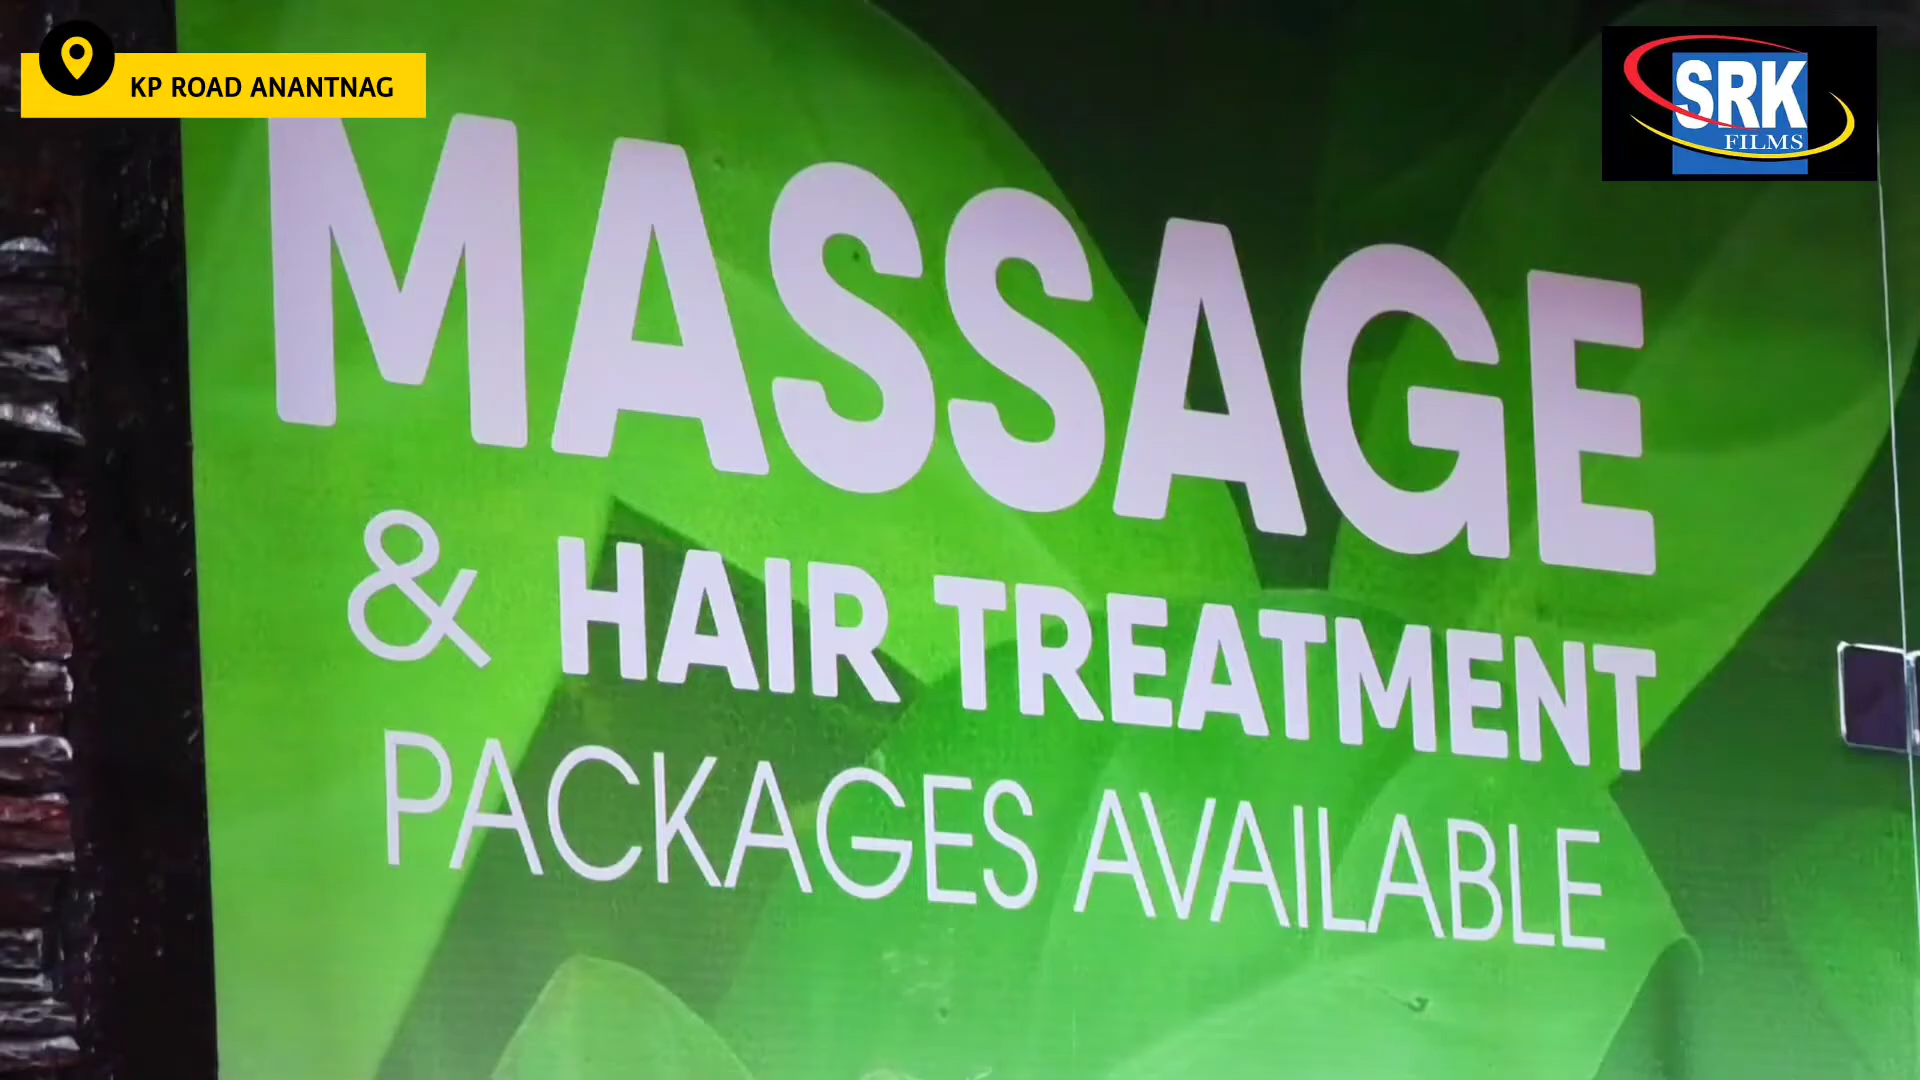 KP ROAD ANANTNAG
SRK
FILMS
MASSAGE
& HAIR TREATMENT
PACKAGES AVAILABLE